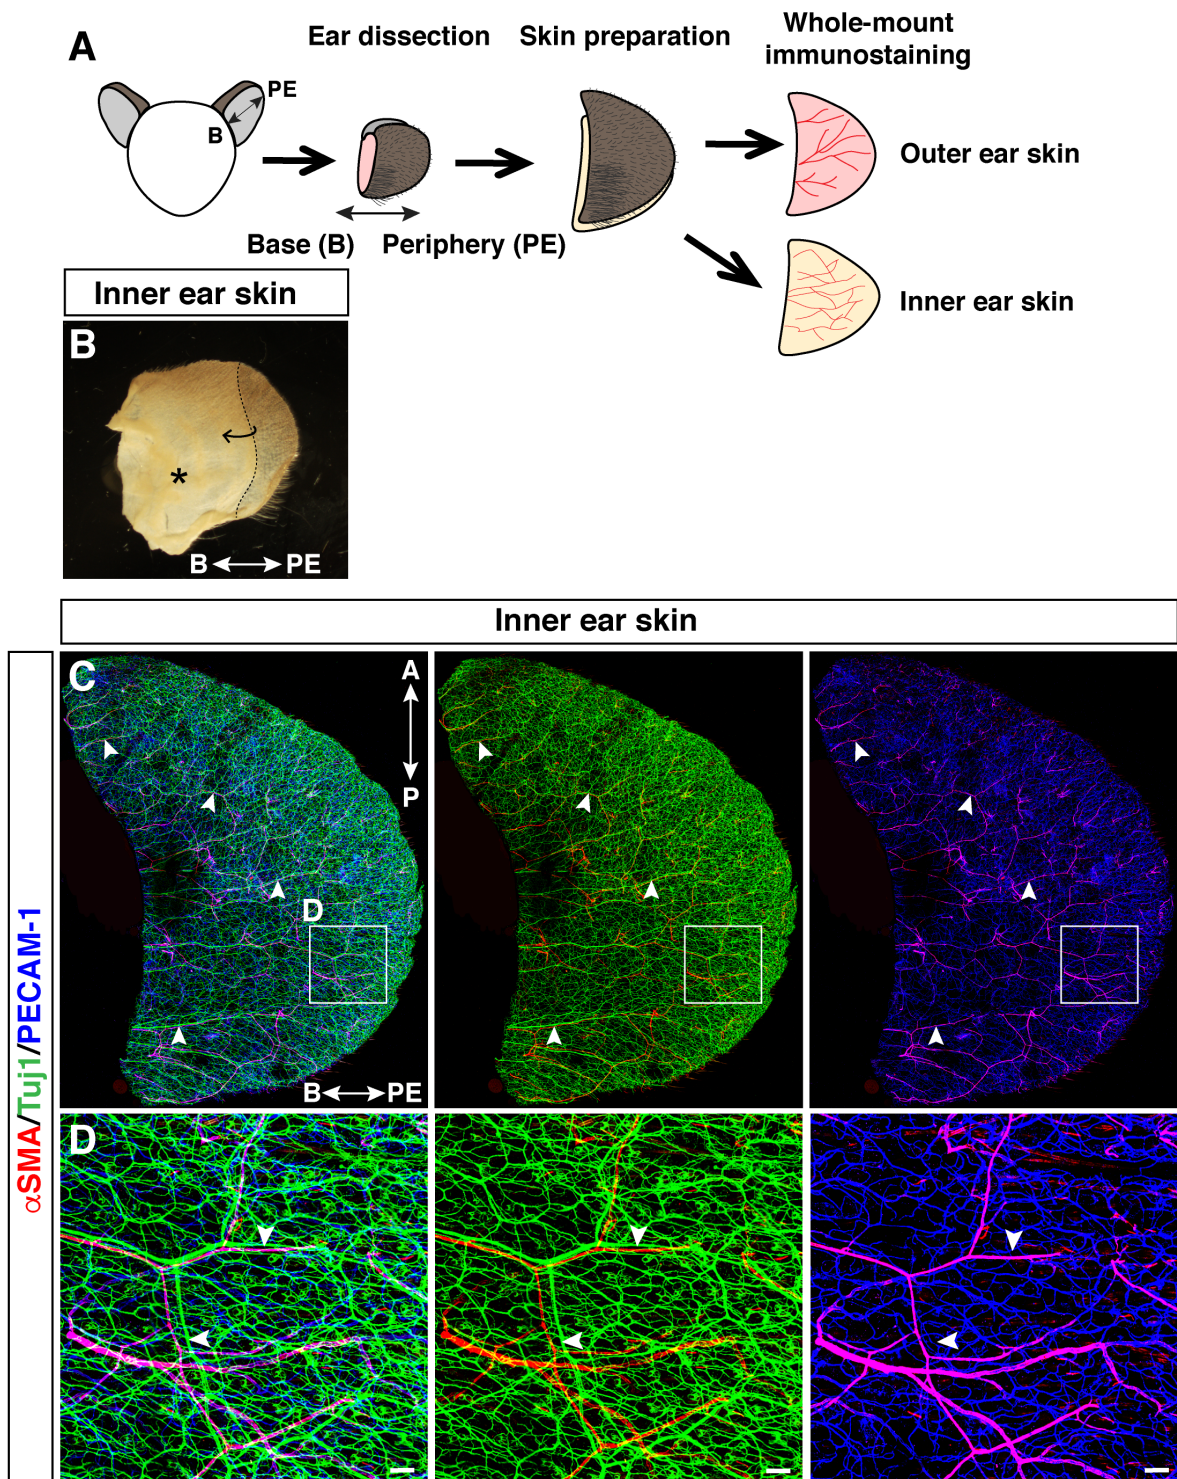 A
Ear dissection
Skin preparation
Whole-mount
immunostaining
PE
B
Outer ear skin
Base (B)
Periphery (PE)
Inner ear skin
Inner ear skin
B
*
B PE
Inner ear skin
αSMA/Tuj1/PECAM-1
C
A
P
D
B PE
D